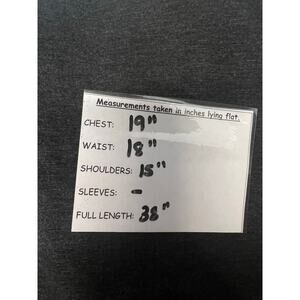 Measurements taken in inches lying flat.
CHEST: 19"
WAIST: 18"
SHOULDERS: 15"
SLEEVES: -
FULL LENGTH: 38"